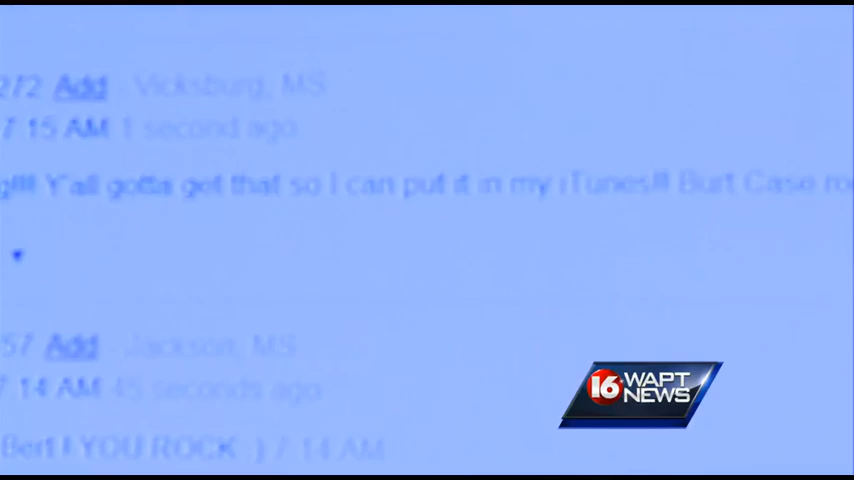 272 Add - Vicksburg, MS
7:15 AM 1 second ago
g!!! Y'all gotta get that so I can put it in my iTunes!! Burt Case ro
57 Add - Jackson, MS
7:14 AM 45 seconds ago
Bert ! YOU ROCK :) 7:14 AM
16 WAPT
NEWS